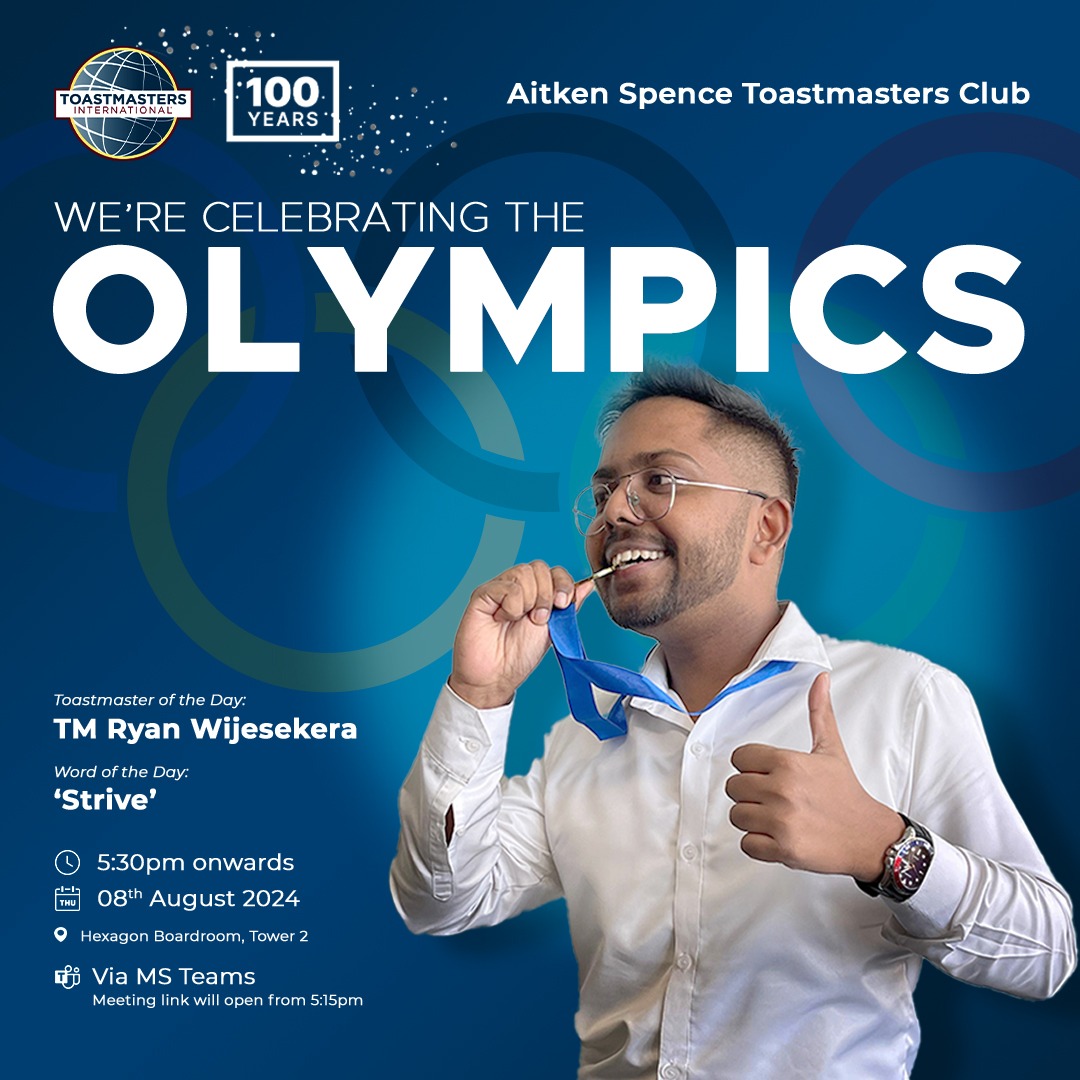 TOASTMASTERS
INTERNATIONAL
100
YEARS
Aitken Spence Toastmasters Club
WE'RE CELEBRATING THE
OLYMPICS
Toastmaster of the Day:
TM Ryan Wijesekera
Word of the Day:
‘Strive’
5:30pm onwards
THU
08th August 2024
Hexagon Boardroom, Tower 2
T
Via MS Teams
Meeting link will open from 5:15pm